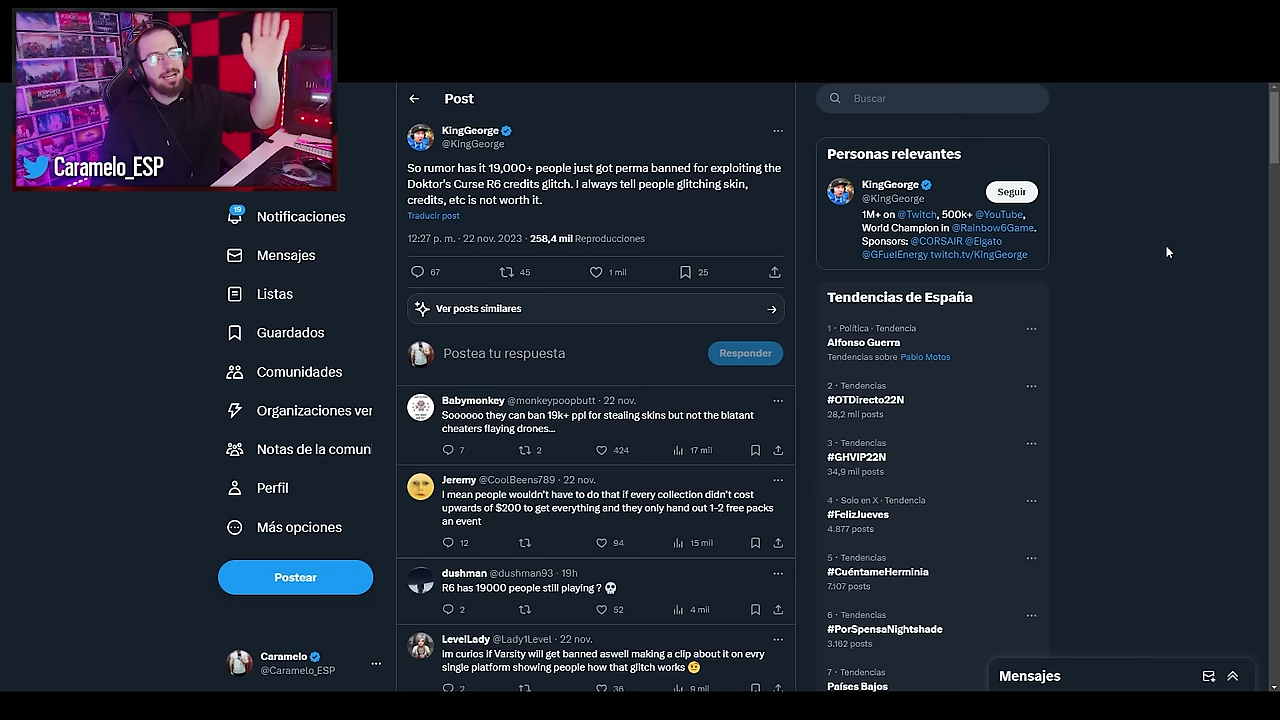 Caramelo_ESP
19
Notificaciones
Mensajes
Listas
Guardados
Comunidades
Organizaciones ver
Notas de la comuni
Perfil
Más opciones
Postear
Caramelo
@Caramelo_ESP
Post
KingGeorge
@KingGeorge
So rumor has it 19,000+ people just got perma banned for exploiting the
Doktor's Curse R6 credits glitch. I always tell people glitching skin,
credits, etc is not worth it.
Traducir post
12:27 p. m. · 22 nov. 2023 · 258,4 mil Reproducciones
67 45 1 mil 25
Ver posts similares
Postea tu respuesta
Responder
Babymonkey @monkeypoopbutt · 22 nov.
Soooooo they can ban 19k+ ppl for stealing skins but not the blatant
cheaters flaying drones...
7 2 424 17 mil
Jeremy @CoolBeens789 · 22 nov.
I mean people wouldn't have to do that if every collection didn't cost
upwards of $200 to get everything and they only hand out 1-2 free packs
an event
12 94 15 mil
dushman @dushman93 · 19h
R6 has 19000 people still playing ? 💀
2 52 4 mil
LevelLady @Lady1Level · 22 nov.
im curios if Varsity will get banned aswell making a clip about it on evry
single platform showing people how that glitch works 😐
2 36 9 mil
Buscar
Personas relevantes
KingGeorge
@KingGeorge
Seguir
1M+ on @Twitch, 500k+ @YouTube,
World Champion in @Rainbow6Game.
Sponsors: @CORSAIR @Elgato
@GFuelEnergy twitch.tv/KingGeorge
Tendencias de España
1 · Política · Tendencia
Alfonso Guerra
Tendencias sobre Pablo Motos
2 · Tendencias
#OTDirecto22N
28,2 mil posts
3 · Tendencias
#GHVIP22N
34,9 mil posts
4 · Solo en X · Tendencia
#FelizJueves
4.877 posts
5 · Tendencias
#CuéntameHerminia
7.107 posts
6 · Tendencias
#PorSpensaNightshade
3.162 posts
7 · Tendencias
Países Bajos
Mensajes